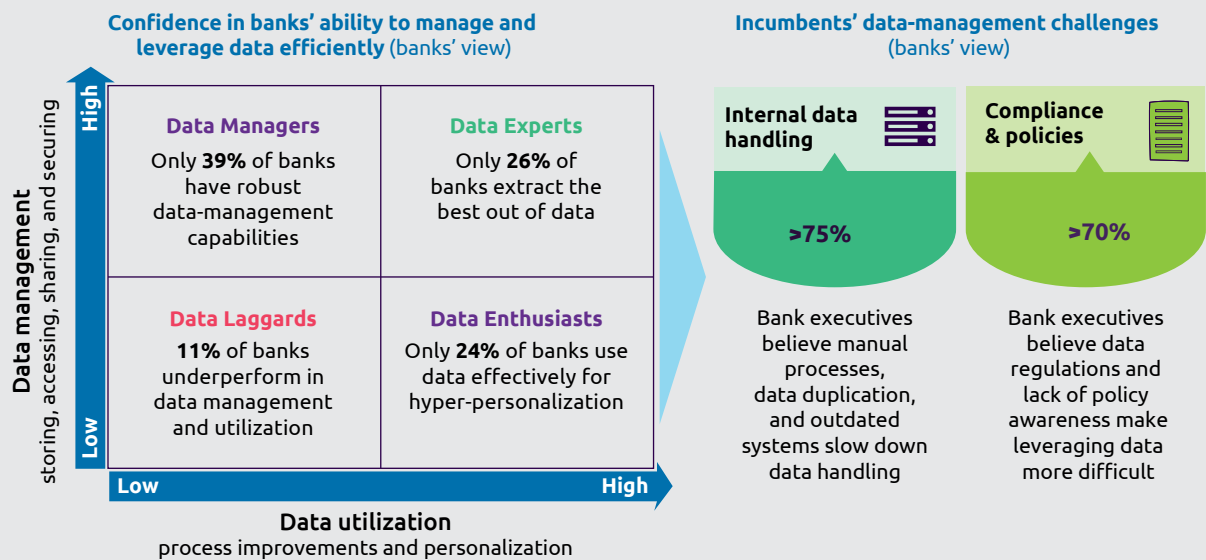 Confidence in banks' ability to manage and
leverage data efficiently (banks' view)
Data management
storing, accessing, sharing, and securing
High
Low
Data Managers
Only 39% of banks
have robust
data-management
capabilities
Data Experts
Only 26% of
banks extract the
best out of data
Data Laggards
11% of banks
underperform in
data management
and utilization
Data Enthusiasts
Only 24% of banks use
data effectively for
hyper-personalization
Low
High
Data utilization
process improvements and personalization
Incumbents' data-management challenges
(banks' view)
Internal data
handling
>75%
Bank executives
believe manual
processes,
data duplication,
and outdated
systems slow down
data handling
Compliance
& policies
>70%
Bank executives
believe data
regulations and
lack of policy
awareness make
leveraging data
more difficult